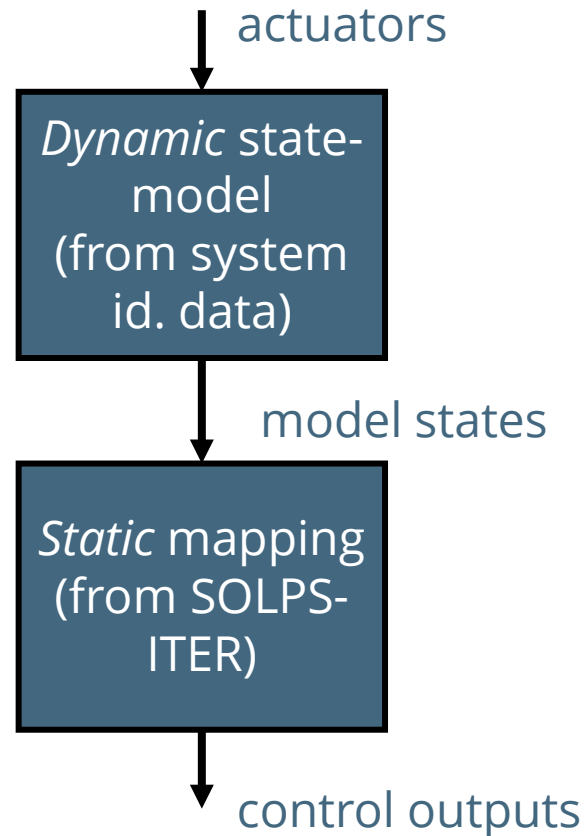 actuators
Dynamic state-
model
(from system
id. data)
model states
Static mapping
(from SOLPS-
ITER)
control outputs